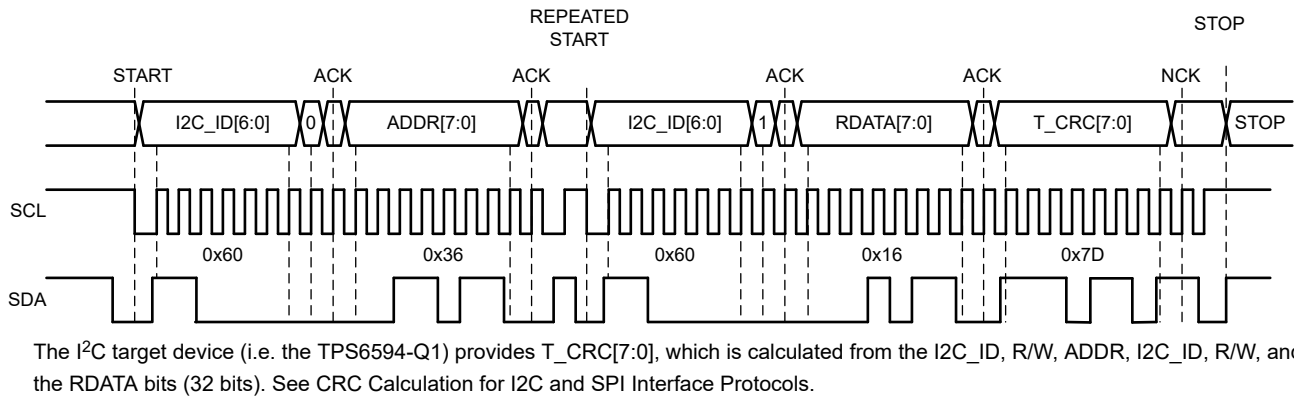 REPEATED
START
STOP
START
ACK
ACK
ACK
ACK
NCK
I2C_ID[6:0]
0
ADDR[7:0]
I2C_ID[6:0]
1
RDATA[7:0]
T_CRC[7:0]
STOP
SCL
0x60
0x36
0x60
0x16
0x7D
SDA
The I2C target device (i.e. the TPS6594-Q1) provides T_CRC[7:0], which is calculated from the I2C_ID, R/W, ADDR, I2C_ID, R/W, and
the RDATA bits (32 bits). See CRC Calculation for I2C and SPI Interface Protocols.